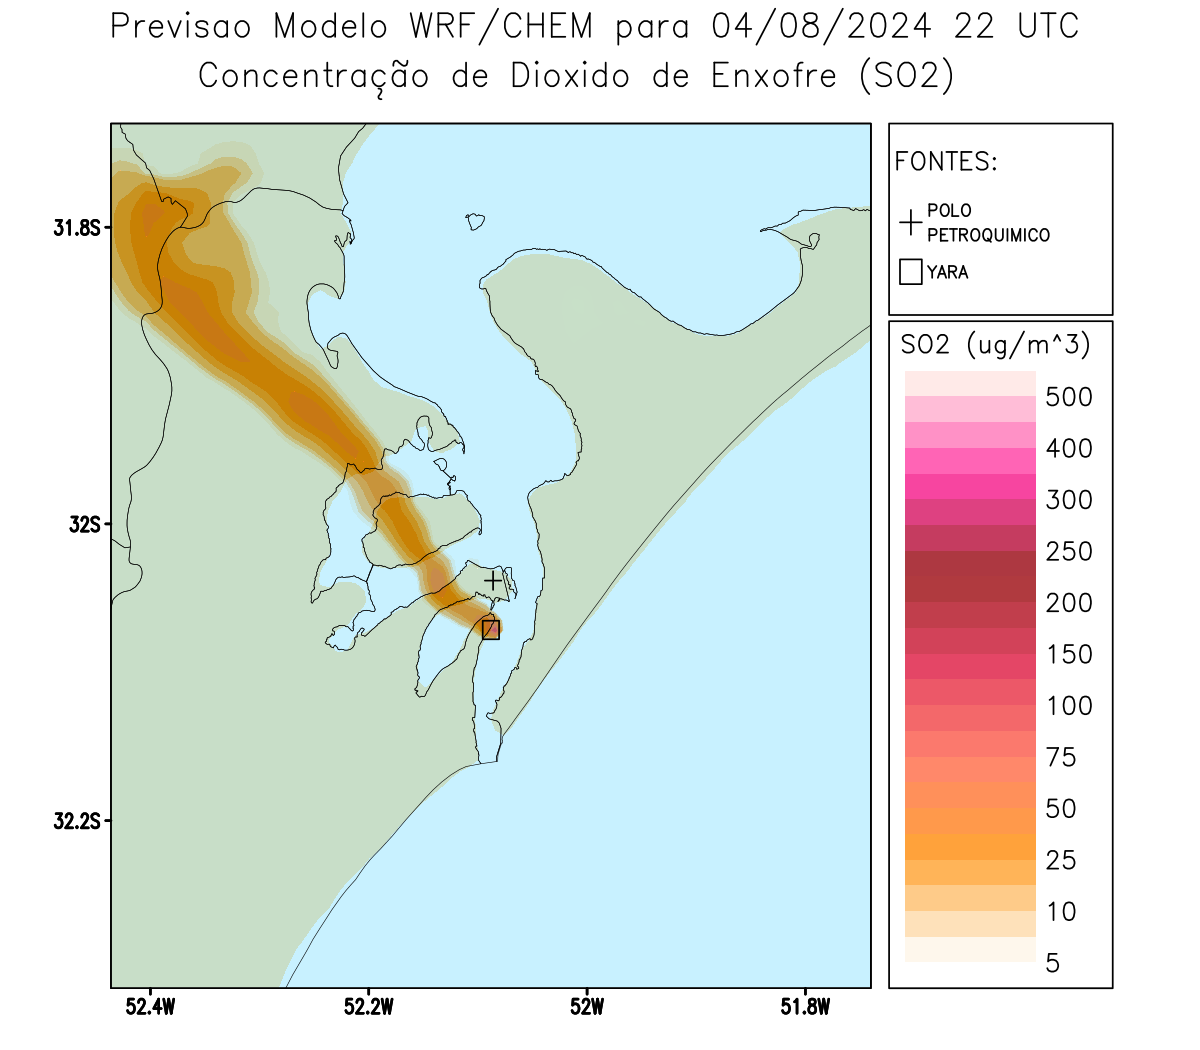 Previsao Modelo WRF/CHEM para 04/08/2024 22 UTC
Concentração de Dioxido de Enxofre (SO2)
FONTES:
POLO
PETROQUIMICO
YARA
SO2 (ug/m^3)
500
400
300
250
200
150
100
75
50
25
10
5
31.8S
32S
32.2S
52.4W
52.2W
52W
51.8W